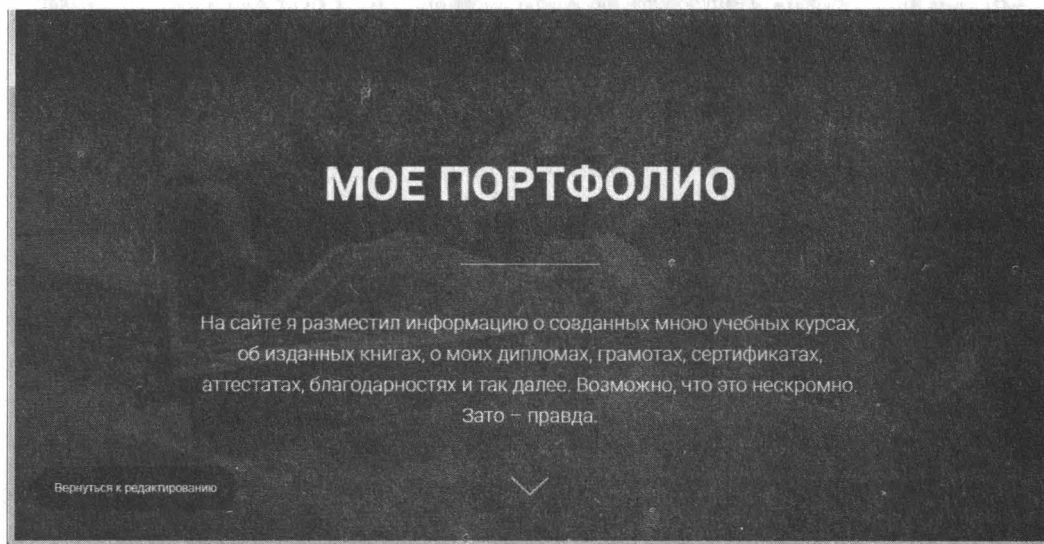 МОЕ ПОРТФОЛИО
На сайте я разместил информацию о созданных мною учебных курсах,
об изданных книгах, о моих дипломах, грамотах, сертификатах,
аттестатах, благодарностях и так далее. Возможно, что это нескромно.
Зато – правда.
Вернуться к редактированию